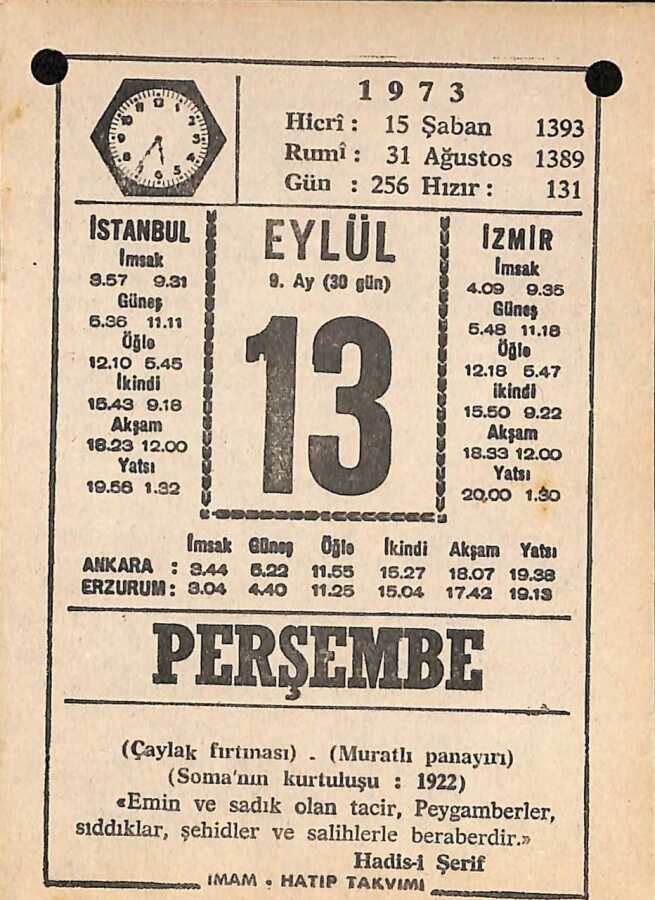 1973
Hicrî : 15 Şaban 1393
Rumî : 31 Ağustos 1389
Gün : 256 Hızır : 131
İSTANBUL
İmsak
3.57 9.31
Güneş
5.36 11.11
Öğle
12.10 5.45
İkindi
15.43 9.18
Akşam
18.23 12.00
Yatsı
19.56 1.32
EYLÜL
9. Ay (30 gün)
13
İZMİR
İmsak
4.09 9.35
Güneş
5.48 11.18
Öğle
12.18 5.47
ikindi
15.50 9.22
Akşam
18.33 12.00
Yatsı
20.00 1.30
İmsak Güneş Öğle İkindi Akşam Yatsı
ANKARA : 3.44 5.22 11.55 15.27 18.07 19.38
ERZURUM : 3.04 4.40 11.25 15.04 17.42 19.13
PERŞEMBE
(Çaylak fırtınası) - (Muratlı panayırı)
(Soma'nın kurtuluşu : 1922)
«Emin ve sadık olan tacir, Peygamberler,
sıddıklar, şehidler ve salihlerle beraberdir.»
Hadis-i Şerif
İMAM • HATİP TAKVİMİ